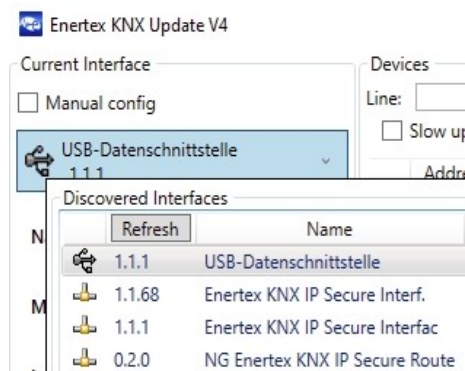 Enertex KNX Update V4
Current Interface
Devices
Manual config
Line:
Slow
USB-Datenschnittstelle
1.1.1
Discovered Interfaces
Refresh Name
1.1.1 USB-Datenschnittstelle
1.1.68 Enertex KNX IP Secure Interf.
1.1.1 Enertex KNX IP Secure Interfac
0.2.0 NG Enertex KNX IP Secure Route